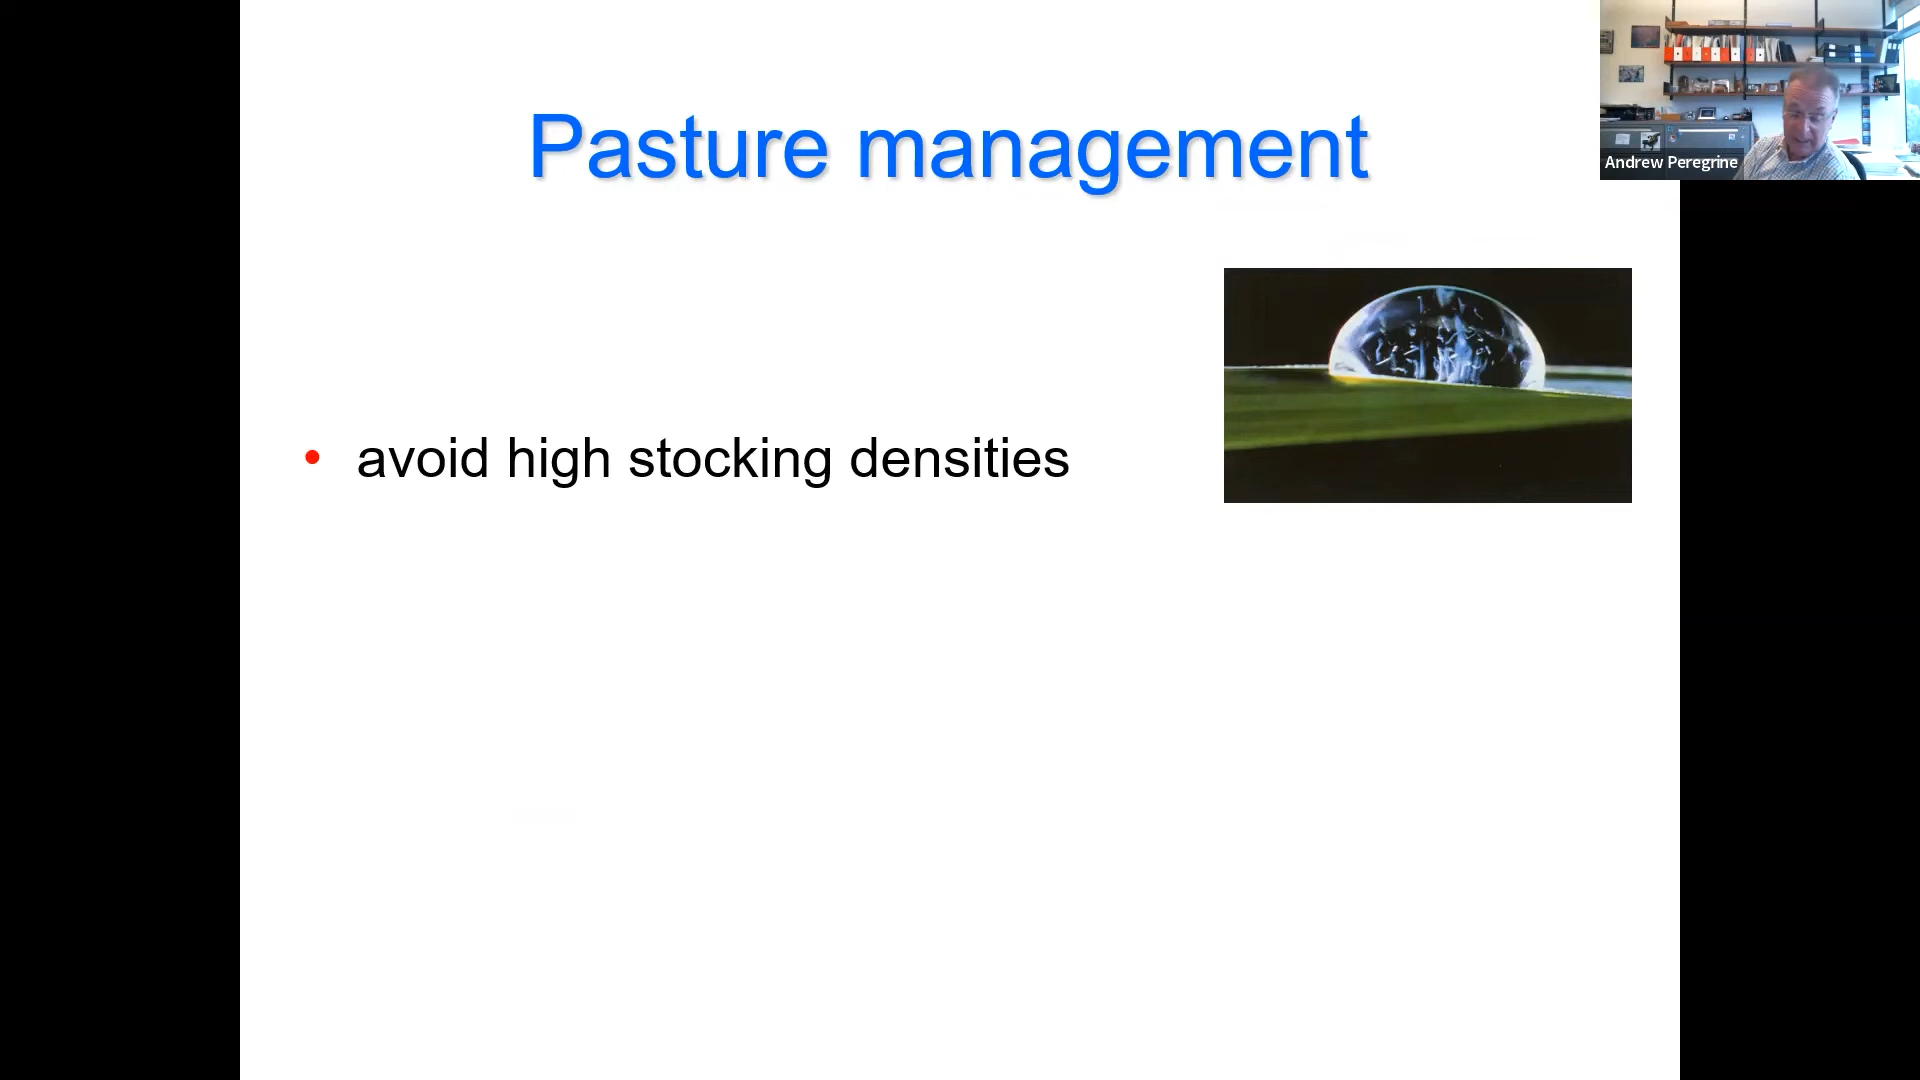 Pasture management
Andrew Peregrine
• avoid high stocking densities